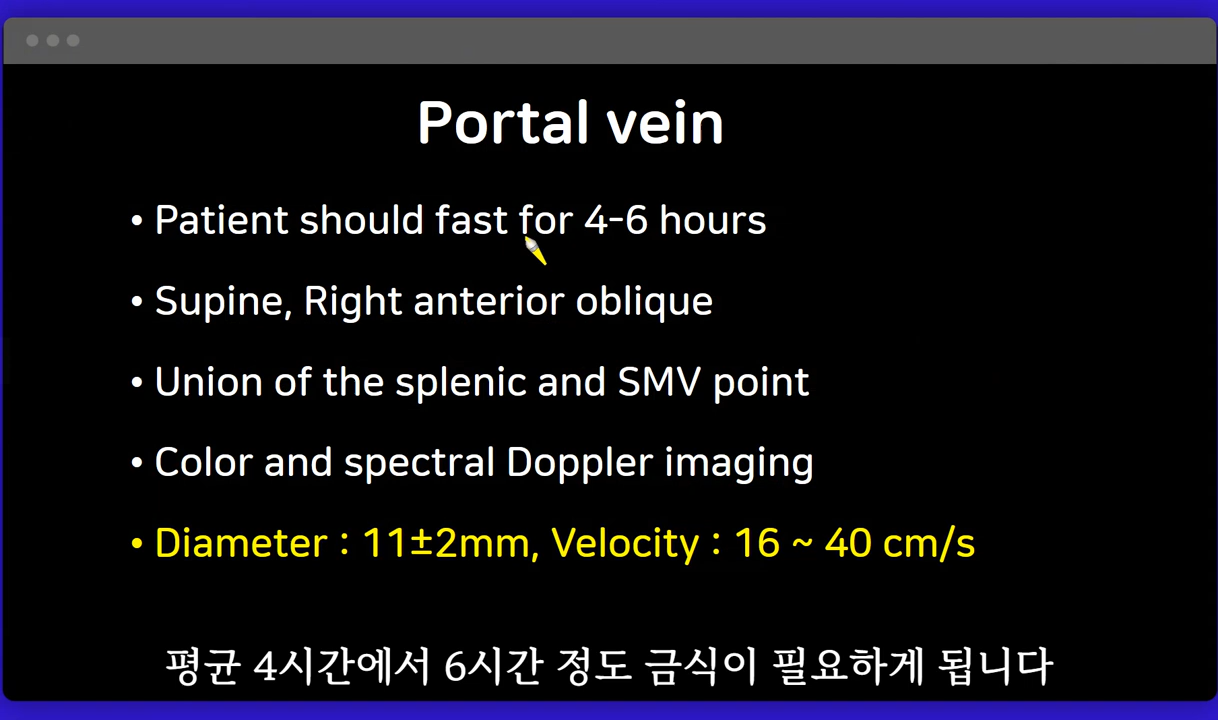 Portal vein
• Patient should fast for 4-6 hours
• Supine, Right anterior oblique
• Union of the splenic and SMV point
• Color and spectral Doppler imaging
• Diameter : 11±2mm, Velocity : 16 ~ 40 cm/s
평균 4시간에서 6시간 정도 금식이 필요하게 됩니다